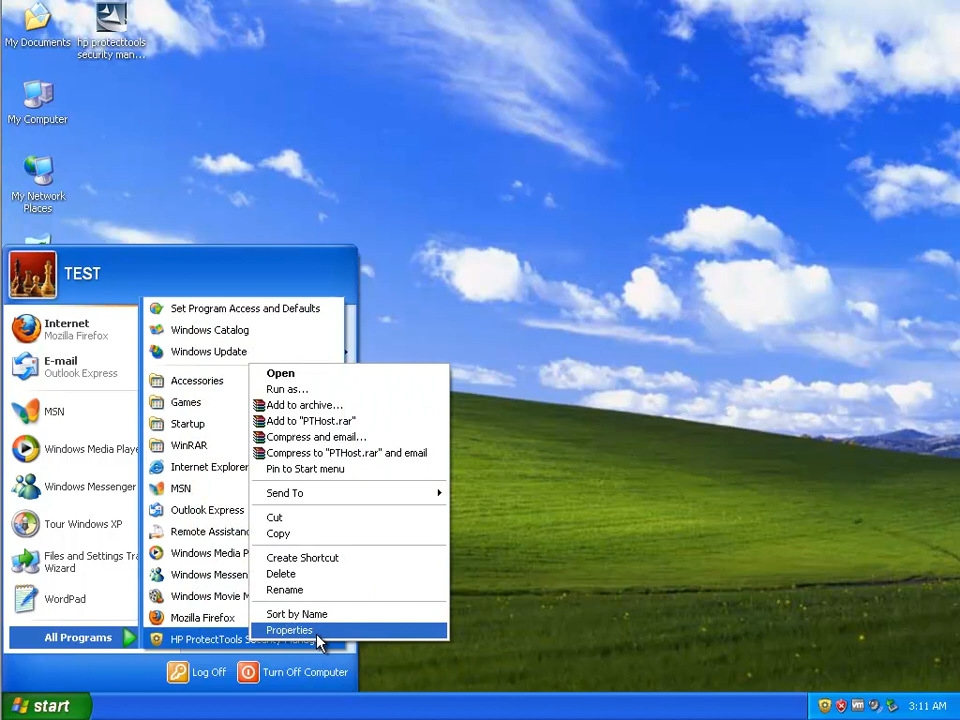 My Documents
hp protecttools
security man...
My Computer
My Network
Places
TEST
Internet
Mozilla Firefox
E-mail
Outlook Express
MSN
Windows Media Playe
Windows Messenger
Tour Windows XP
Files and Settings Tra
Wizard
WordPad
All Programs
Set Program Access and Defaults
Windows Catalog
Windows Update
Accessories
Games
Startup
WinRAR
Internet Explorer
MSN
Outlook Express
Remote Assistanc
Windows Media P
Windows Messen
Windows Movie M
Mozilla Firefox
HP ProtectTools Security Manag
Open
Run as...
Add to archive...
Add to "PTHost.rar"
Compress and email...
Compress to "PTHost.rar" and email
Pin to Start menu
Send To
Cut
Copy
Create Shortcut
Delete
Rename
Sort by Name
Properties
Log Off
Turn Off Computer
start
3:11 AM